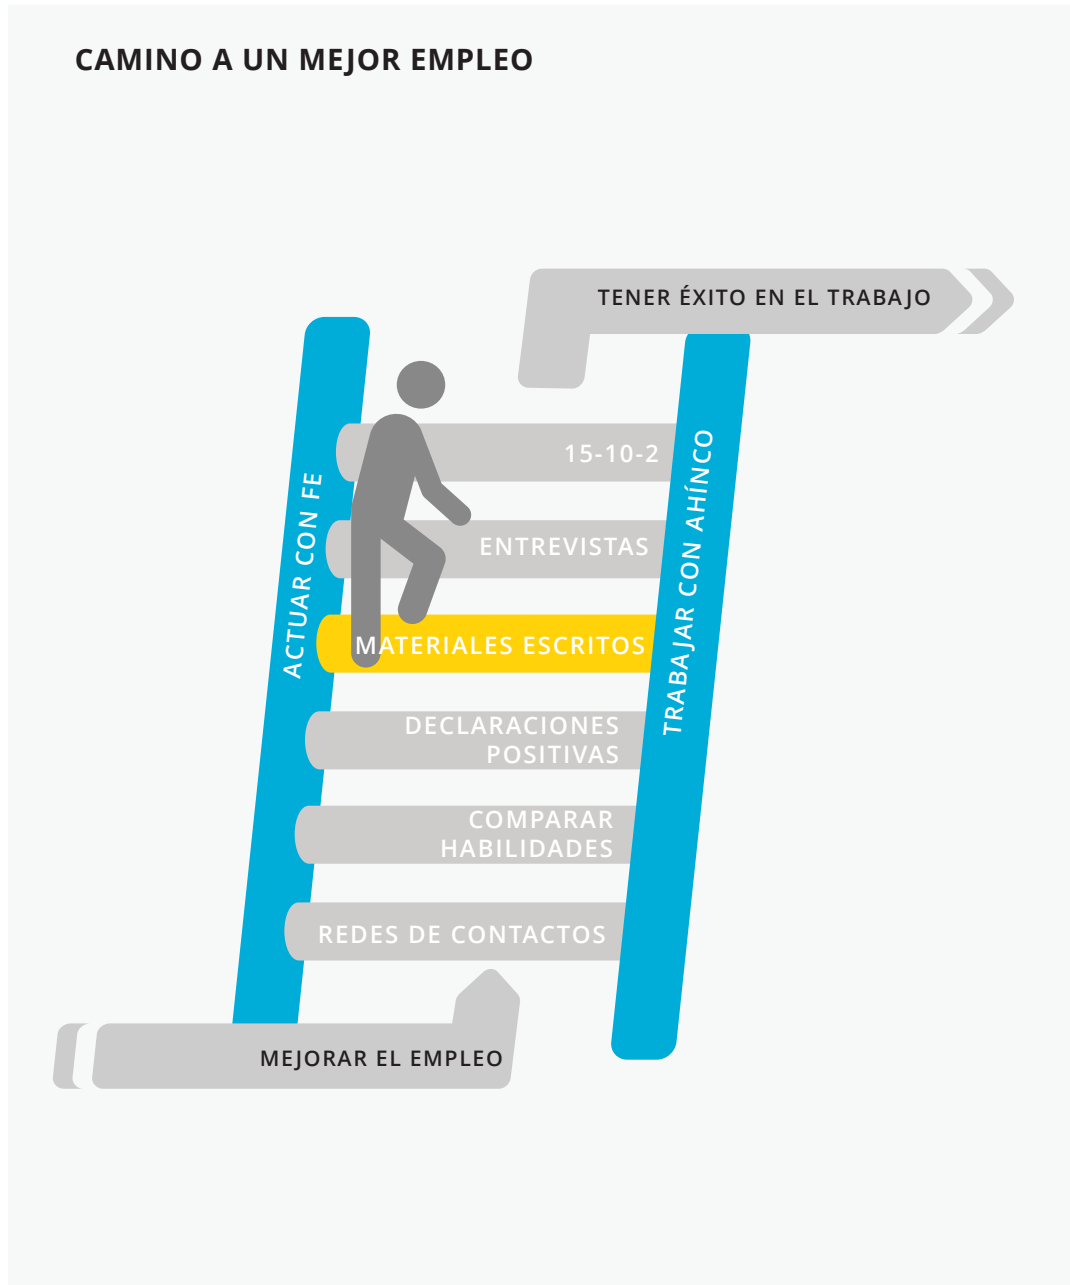 CAMINO A UN MEJOR EMPLEO
TENER ÉXITO EN EL TRABAJO
ACTUAR CON FE
TRABAJAR CON AHÍNCO
15-10-2
ENTREVISTAS
MATERIALES ESCRITOS
DECLARACIONES
POSITIVAS
COMPARAR
HABILIDADES
REDES DE CONTACTOS
MEJORAR EL EMPLEO